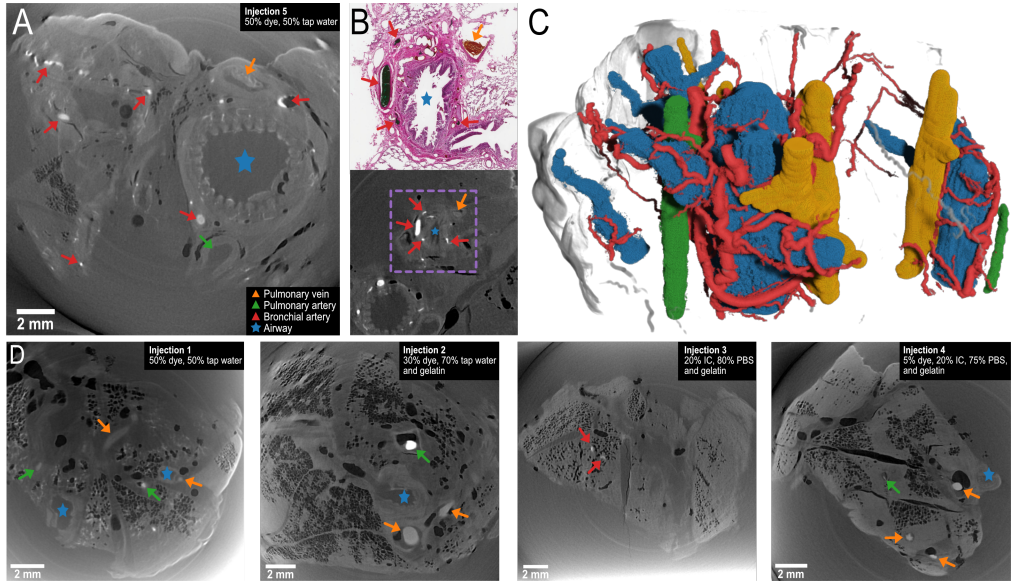 A
Injection 5
50% dye, 50% tap water
2 mm
Pulmonary vein
Pulmonary artery
Bronchial artery
Airway
B
C
D
Injection 1
50% dye, 50% tap water
2 mm
Injection 2
30% dye, 70% tap water
and gelatin
2 mm
Injection 3
20% IC, 80% PBS
and gelatin
2 mm
Injection 4
5% dye, 20% IC, 75% PBS,
and gelatin
2 mm